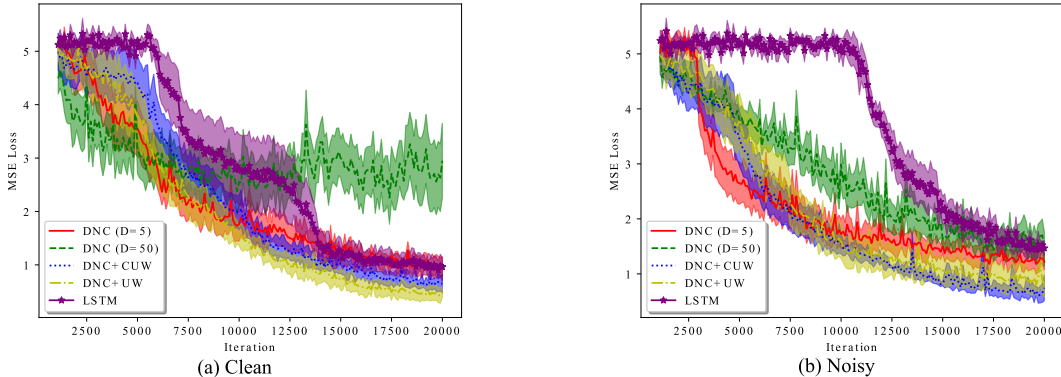 5
4
3
2
1
MSE Loss
DNC (D= 5)
DNC (D= 50)
DNC+ CUW
DNC+ UW
LSTM
2500 5000 7500 10000 12500 15000 17500 20000
Iteration
(a) Clean
5
4
3
2
1
MSE Loss
DNC (D= 5)
DNC (D= 50)
DNC+ CUW
DNC+ UW
LSTM
2500 5000 7500 10000 12500 15000 17500 20000
Iteration
(b) Noisy